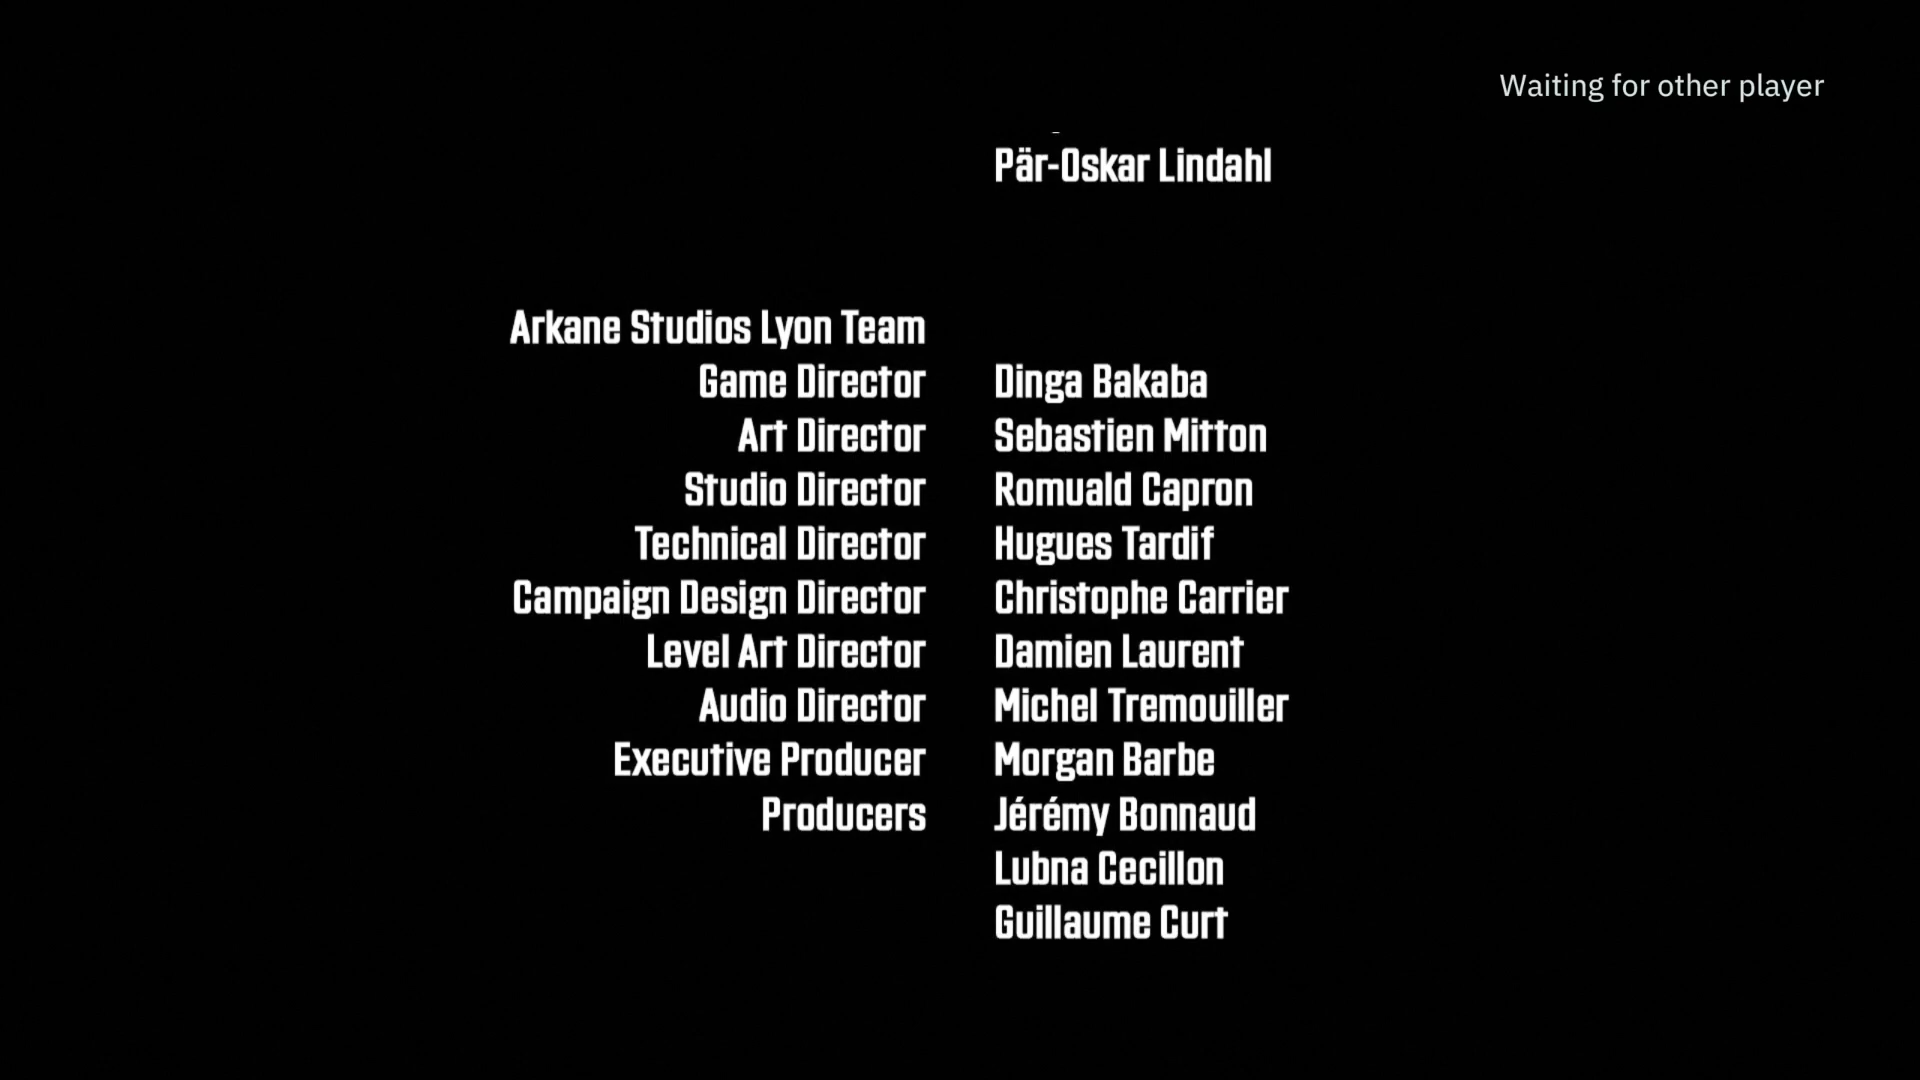 Waiting for other player
Pär-Oskar Lindahl
Arkane Studios Lyon Team
Game Director Dinga Bakaba
Art Director Sebastien Mitton
Studio Director Romuald Capron
Technical Director Hugues Tardif
Campaign Design Director Christophe Carrier
Level Art Director Damien Laurent
Audio Director Michel Tremouiller
Executive Producer Morgan Barbe
Producers Jérémy Bonnaud
Lubna Cecillon
Guillaume Curt